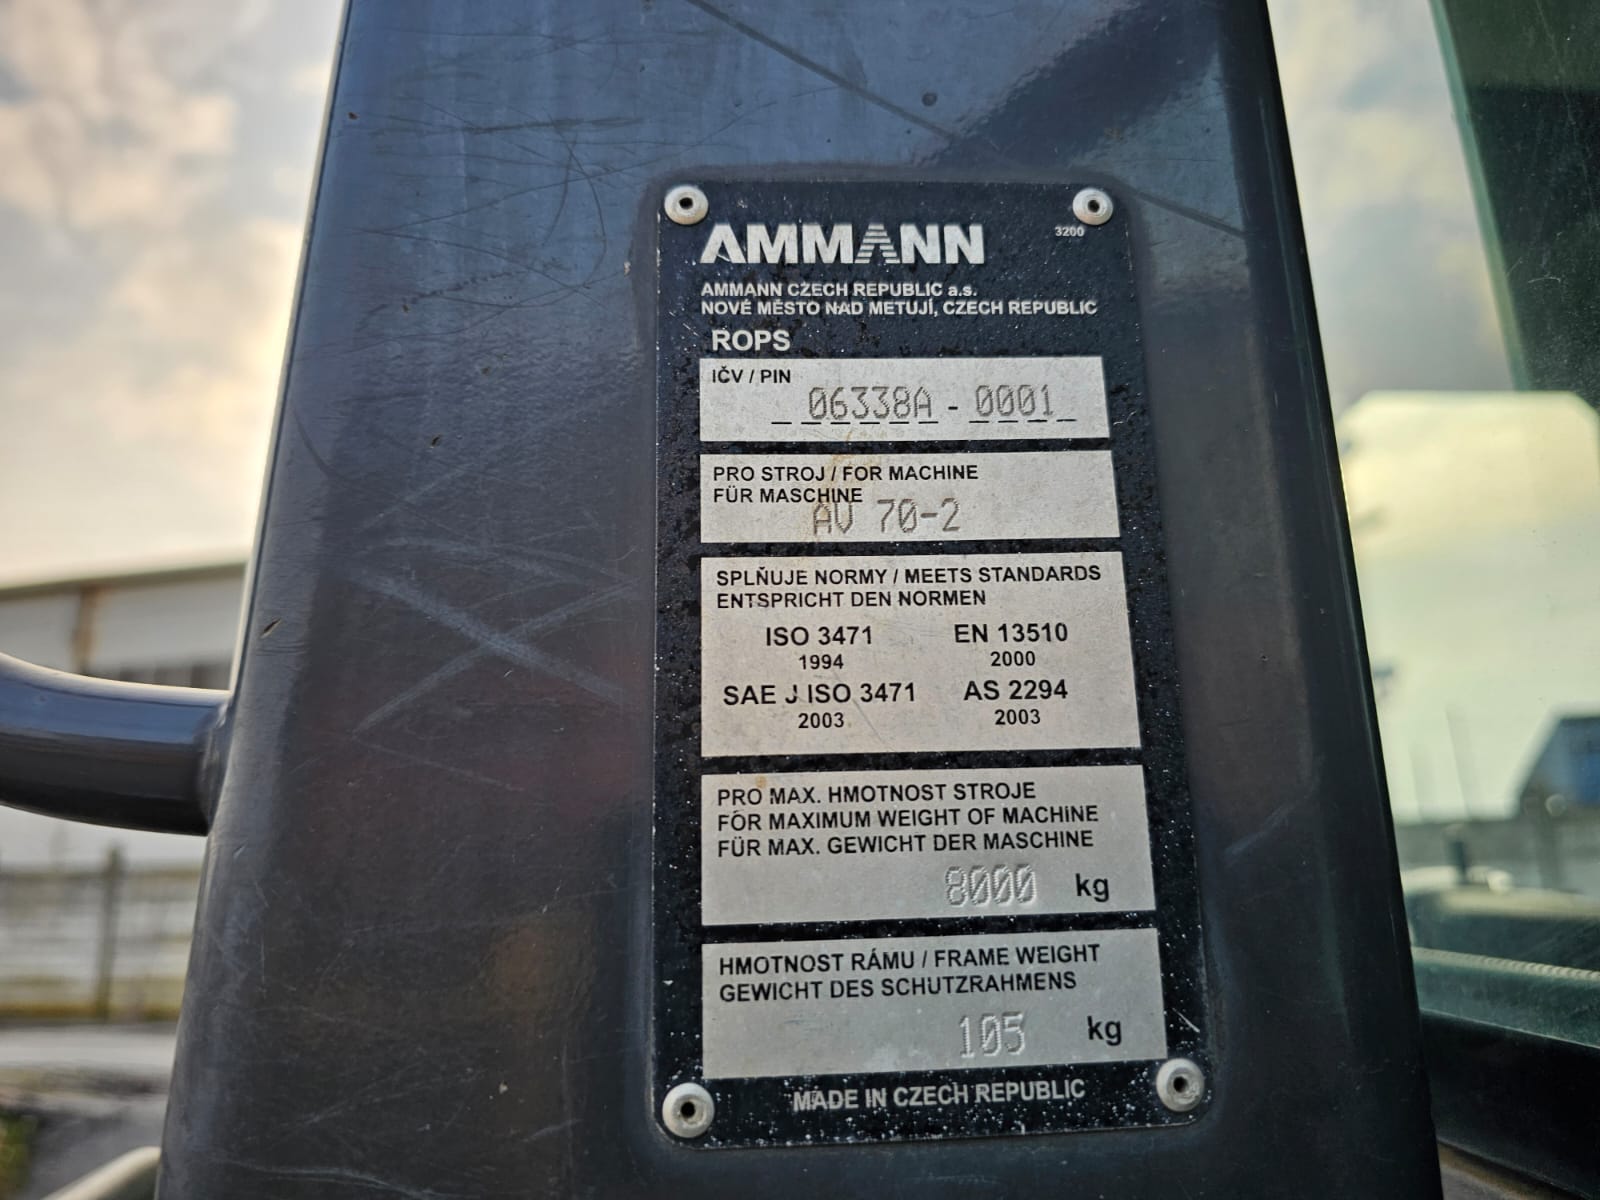 AMMANN
3200
AMMANN CZECH REPUBLIC a.s.
NOVÉ MĚSTO NAD METUJÍ, CZECH REPUBLIC
ROPS
IČV / PIN
06338A - 0001
PRO STROJ / FOR MACHINE
FÜR MASCHINE
AV 70-2
SPLŇUJE NORMY / MEETS STANDARDS
ENTSPRICHT DEN NORMEN
ISO 3471 EN 13510
1994 2000
SAE J ISO 3471 AS 2294
2003 2003
PRO MAX. HMOTNOST STROJE
FOR MAXIMUM WEIGHT OF MACHINE
FÜR MAX. GEWICHT DER MASCHINE
8000 kg
HMOTNOST RÁMU / FRAME WEIGHT
GEWICHT DES SCHUTZRAHMENS
105 kg
MADE IN CZECH REPUBLIC